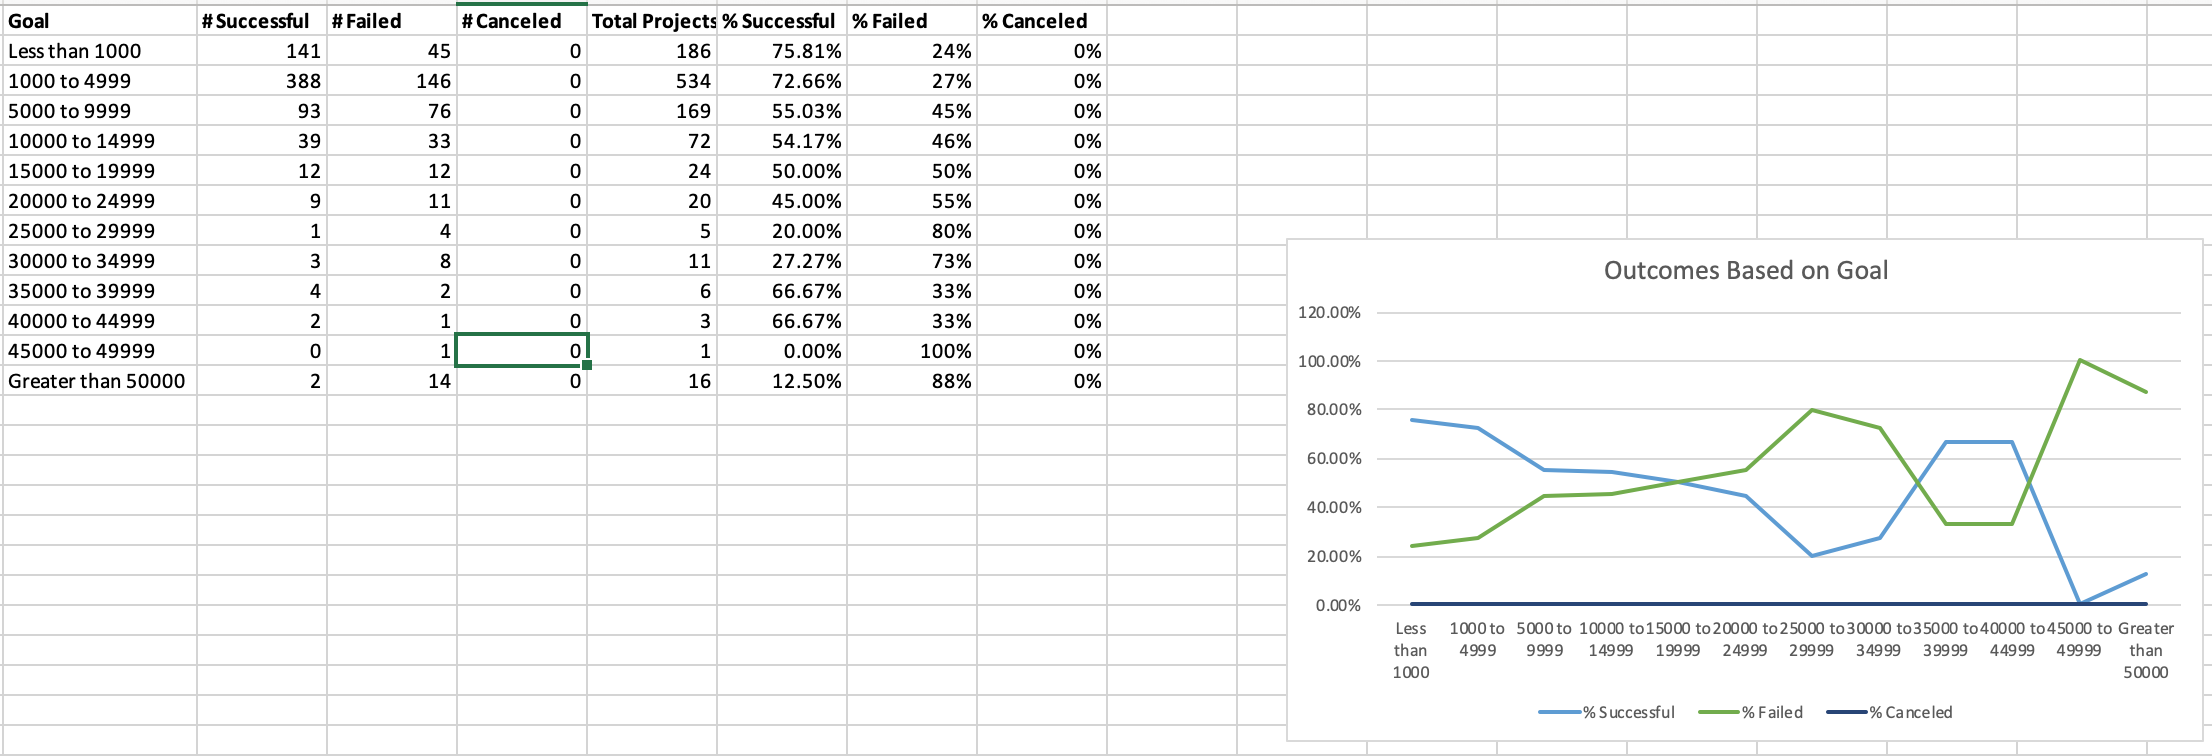 Goal # Successful # Failed # Canceled Total Projects % Successful % Failed % Canceled
Less than 1000 141 45 0 186 75.81% 24% 0%
1000 to 4999 388 146 0 534 72.66% 27% 0%
5000 to 9999 93 76 0 169 55.03% 45% 0%
10000 to 14999 39 33 0 72 54.17% 46% 0%
15000 to 19999 12 12 0 24 50.00% 50% 0%
20000 to 24999 9 11 0 20 45.00% 55% 0%
25000 to 29999 1 4 0 5 20.00% 80% 0%
30000 to 34999 3 8 0 11 27.27% 73% 0%
35000 to 39999 4 2 0 6 66.67% 33% 0%
40000 to 44999 2 1 0 3 66.67% 33% 0%
45000 to 49999 0 1 0 1 0.00% 100% 0%
Greater than 50000 2 14 0 16 12.50% 88% 0%
Outcomes Based on Goal
120.00%
100.00%
80.00%
60.00%
40.00%
20.00%
0.00%
Less 1000 to 5000 to 10000 to 15000 to 20000 to 25000 to 30000 to 35000 to 40000 to 45000 to Greater
than 4999 9999 14999 19999 24999 29999 34999 39999 44999 49999 than
1000 50000
% Successful % Failed % Canceled